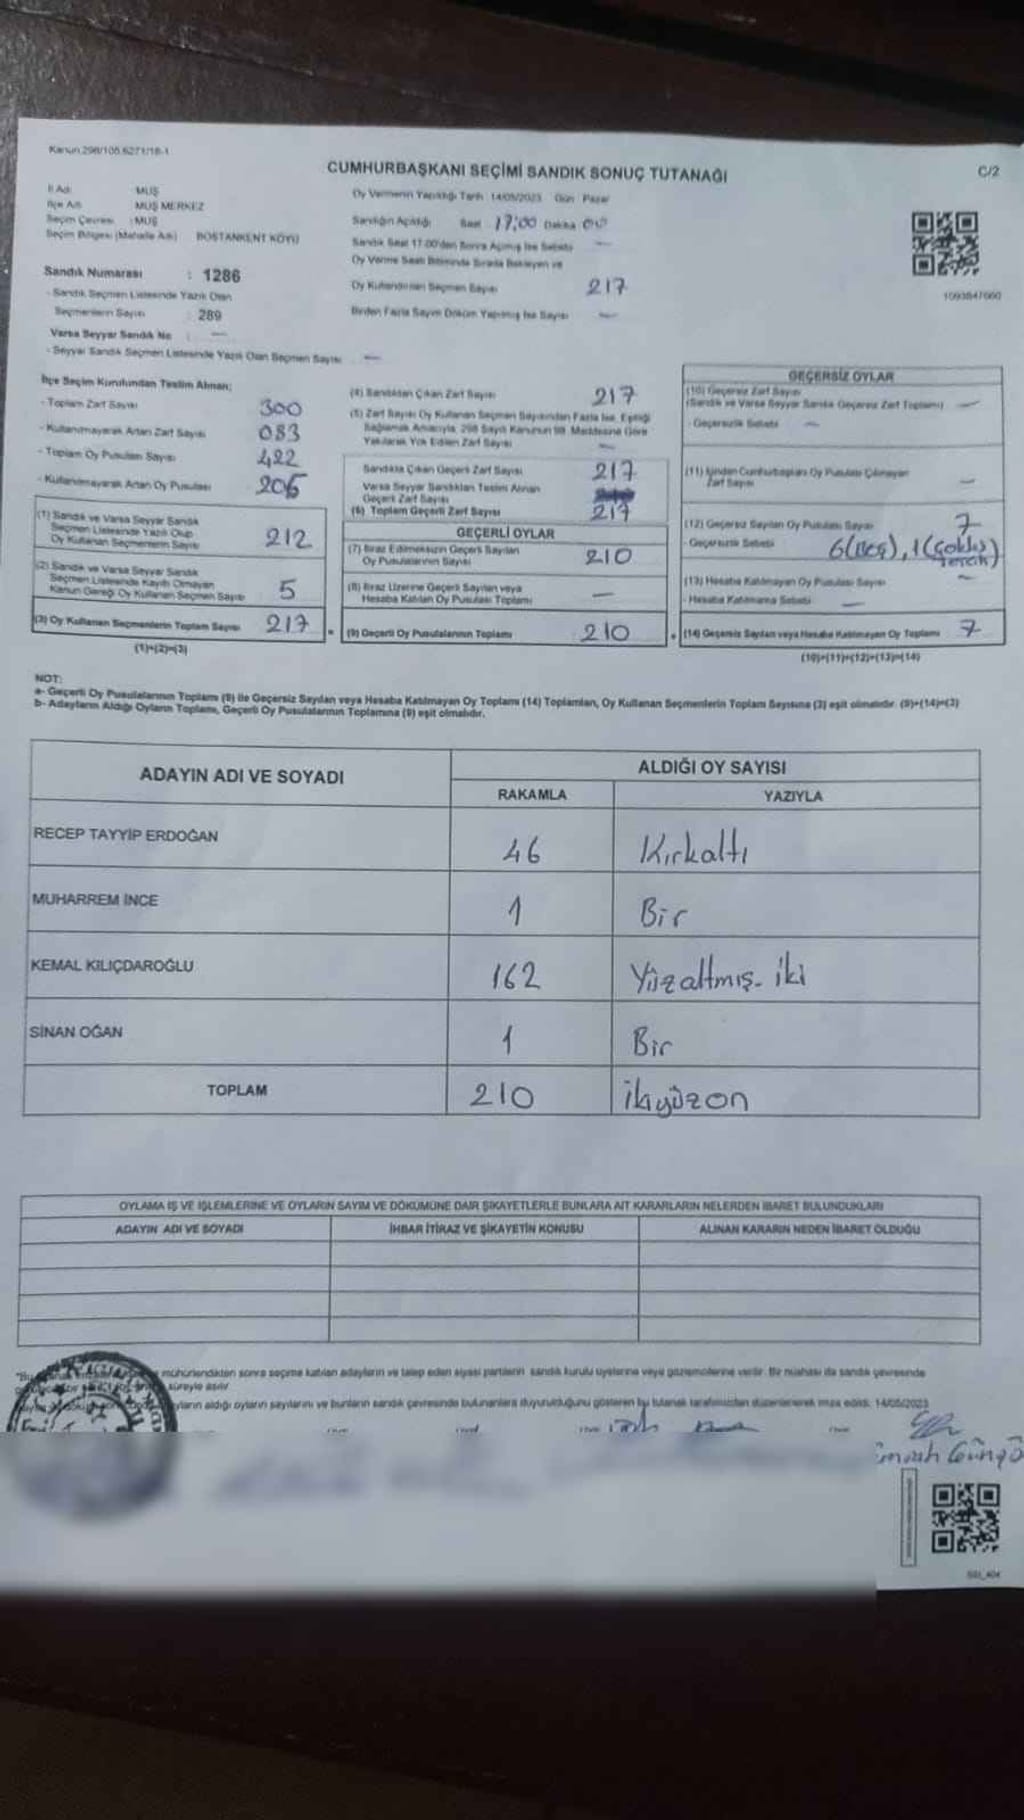 Kanun 298/105.6271/18-1
CUMHURBAŞKANI SEÇİMİ SANDIK SONUÇ TUTANAĞI
C/2
İl Adı : MUŞ
İlçe Adı : MUŞ MERKEZ
Seçim Çevresi : MUŞ
Seçim Bölgesi (Mahalle Adı) BOSTANKENT KÖYÜ
Sandık Numarası : 1286
- Sandık Seçmen Listesinde Yazılı Olan
Seçmenlerin Sayısı : 289
Varsa Seyyar Sandık No : —
- Seyyar Sandık Seçmen Listesinde Yazılı Olan Seçmen Sayısı —
Oy Vermenin Yapıldığı Tarih 14/05/2023 Gün Pazar
Sandığın Açıldığı Saat 17:00 Dakika
Sandık Saat 17.00'den Sonra Açılmış İse Sebebi —
Oy Verme Saati Bitiminde Sırada Bekleyen ve
Oy Kullandırılan Seçmen Sayısı 217
Birden Fazla Sayım Döküm Yapılmış İse Sayısı —
1093847660
İlçe Seçim Kurulundan Teslim Alınan;
- Toplam Zarf Sayısı 300
- Kullanılmayarak Artan Zarf Sayısı 083
- Toplam Oy Pusulası Sayısı 422
- Kullanılmayarak Artan Oy Pusulası 205
(1) Sandık ve Varsa Seyyar Sandık
Seçmen Listesinde Yazılı Olup
Oy Kullanan Seçmenlerin Sayısı 212
(2) Sandık ve Varsa Seyyar Sandık
Seçmen Listesinde Kayıtlı Olmayan
Kanun Gereği Oy Kullanan Seçmen Sayısı 5
(3) Oy Kullanan Seçmenlerin Toplam Sayısı 217
(1)+(2)=(3)
(4) Sandıktan Çıkan Zarf Sayısı 217
(5) Zarf Sayısı Oy Kullanan Seçmen Sayısından Fazla İse, Eşitliği
Sağlamak Amacıyla, 298 Sayılı Kanunun 98. Maddesine Göre
Yakılarak Yok Edilen Zarf Sayısı —
Sandıkta Çıkan Geçerli Zarf Sayısı 217
Varsa Seyyar Sandıktan Teslim Alınan
Geçerli Zarf Sayısı
(6) Toplam Geçerli Zarf Sayısı 217
GEÇERLİ OYLAR
(7) İtiraz Edilmeksizin Geçerli Sayılan
Oy Pusulalarının Sayısı 210
(8) İtiraz Üzerine Geçerli Sayılan veya
Hesaba Katılan Oy Pusulası Toplamı —
(9) Geçerli Oy Pusulalarının Toplamı 210
GEÇERSİZ OYLAR
(10) Geçersiz Zarf Sayısı
(Sandık ve Varsa Seyyar Sandık Geçersiz Zarf Toplamı) —
- Geçersizlik Sebebi —
(11) İçinden Cumhurbaşkanı Oy Pusulası Çıkmayan
Zarf Sayısı —
(12) Geçersiz Sayılan Oy Pusulası Sayısı 7
- Geçersizlik Sebebi 6(Boş), 1(Çoklu
tercih)
(13) Hesaba Katılmayan Oy Pusulası Sayısı —
- Hesaba Katılmama Sebebi —
(14) Geçersiz Sayılan veya Hesaba Katılmayan Oy Toplamı 7
(10)+(11)+(12)+(13)=(14)
NOT:
a- Geçerli Oy Pusulalarının Toplamı (9) ile Geçersiz Sayılan veya Hesaba Katılmayan Oy Toplamı (14) Toplamları, Oy Kullanan Seçmenlerin Toplam Sayısına (3) eşit olmalıdır. (9)+(14)=(3)
b- Adayların Aldığı Oyların Toplamı, Geçerli Oy Pusulalarının Toplamına (9) eşit olmalıdır.
ADAYIN ADI VE SOYADI
ALDIĞI OY SAYISI
RAKAMLA YAZIYLA
RECEP TAYYİP ERDOĞAN 46 Kırkaltı
MUHARREM İNCE 1 Bir
KEMAL KILIÇDAROĞLU 162 Yüzaltmış-iki
SİNAN OĞAN 1 Bir
TOPLAM 210 ikiyüzon
OYLAMA İŞ VE İŞLEMLERİNE VE OYLARIN SAYIM VE DÖKÜMÜNE DAİR ŞİKAYETLERLE BUNLARA AİT KARARLARIN NELERDEN İBARET BULUNDUKLARI
ADAYIN ADI VE SOYADI İHBAR İTİRAZ VE ŞİKAYETİN KONUSU ALINAN KARARIN NEDEN İBARET OLDUĞU
mühürlendikten sonra seçime katılan adayların ve talep eden siyasi partilerin sandık kurulu üyelerine veya gözlemcilerine verilir. Bir nüshası da sandık çevresinde
süreyle asılır
aldığı oyların sayılarını ve bunların sandık çevresinde bulunanlara duyurulduğunu gösteren bu tutanak tarafımızdan düzenlenerek imza edildi. 14/05/2023